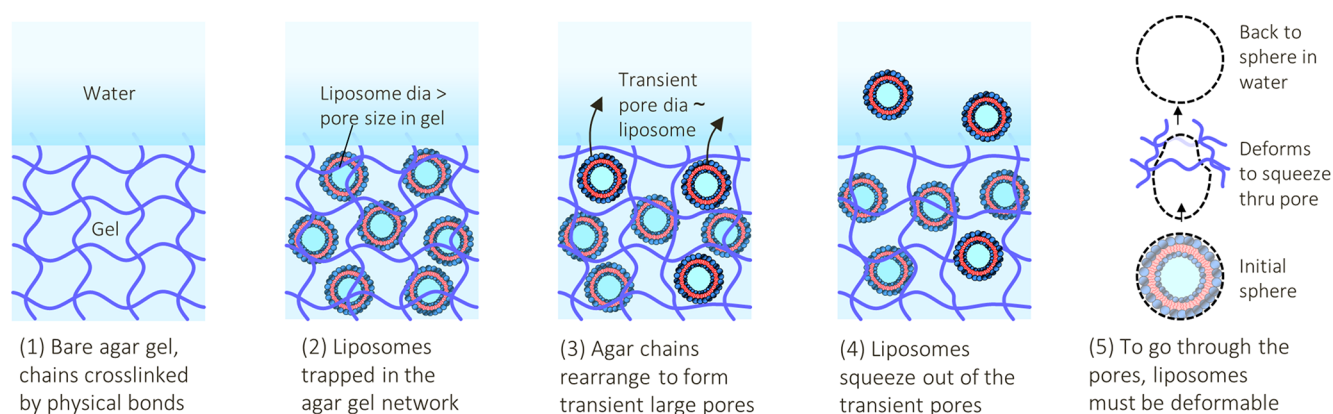 Water
Gel
(1) Bare agar gel,
chains crosslinked
by physical bonds
Liposome dia >
pore size in gel
(2) Liposomes
trapped in the
agar gel network
Transient
pore dia ~
liposome
(3) Agar chains
rearrange to form
transient large pores
(4) Liposomes
squeeze out of the
transient pores
Back to
sphere in
water
Deforms
to squeeze
thru pore
Initial
sphere
(5) To go through the
pores, liposomes
must be deformable